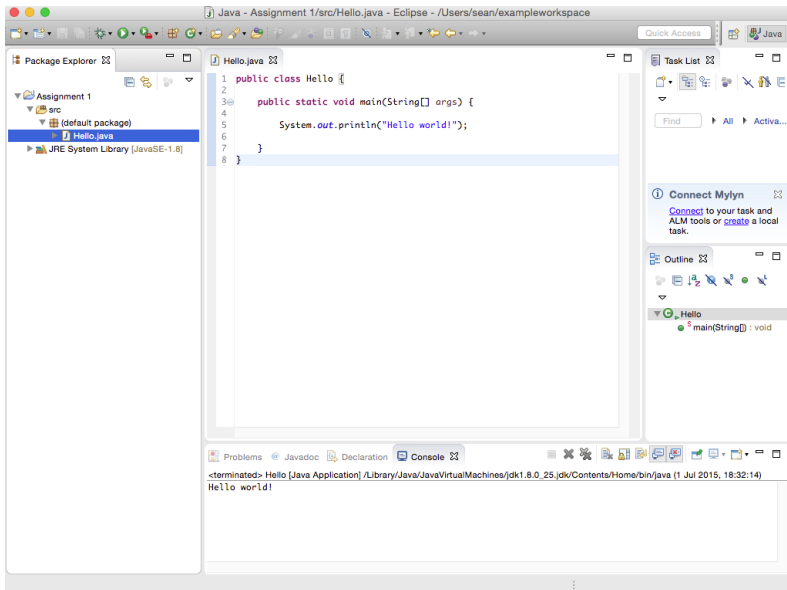 Java - Assignment 1/src/Hello.java - Eclipse - /Users/sean/exampleworkspace
Quick Access
Java
Package Explorer
Assignment 1
src
(default package)
Hello.java
JRE System Library [JavaSE-1.8]
Hello.java
1 public class Hello {
2
3 public static void main(String[] args) {
4
5 System.out.println("Hello world!");
6
7 }
8 }
Task List
Find
All
Activa...
Connect Mylyn
Connect to your task and
ALM tools or create a local
task.
Outline
Hello
main(String[]) : void
Problems @ Javadoc Declaration Console
<terminated> Hello [Java Application] /Library/Java/JavaVirtualMachines/jdk1.8.0_25.jdk/Contents/Home/bin/java (1 Jul 2015, 18:32:14)
Hello world!